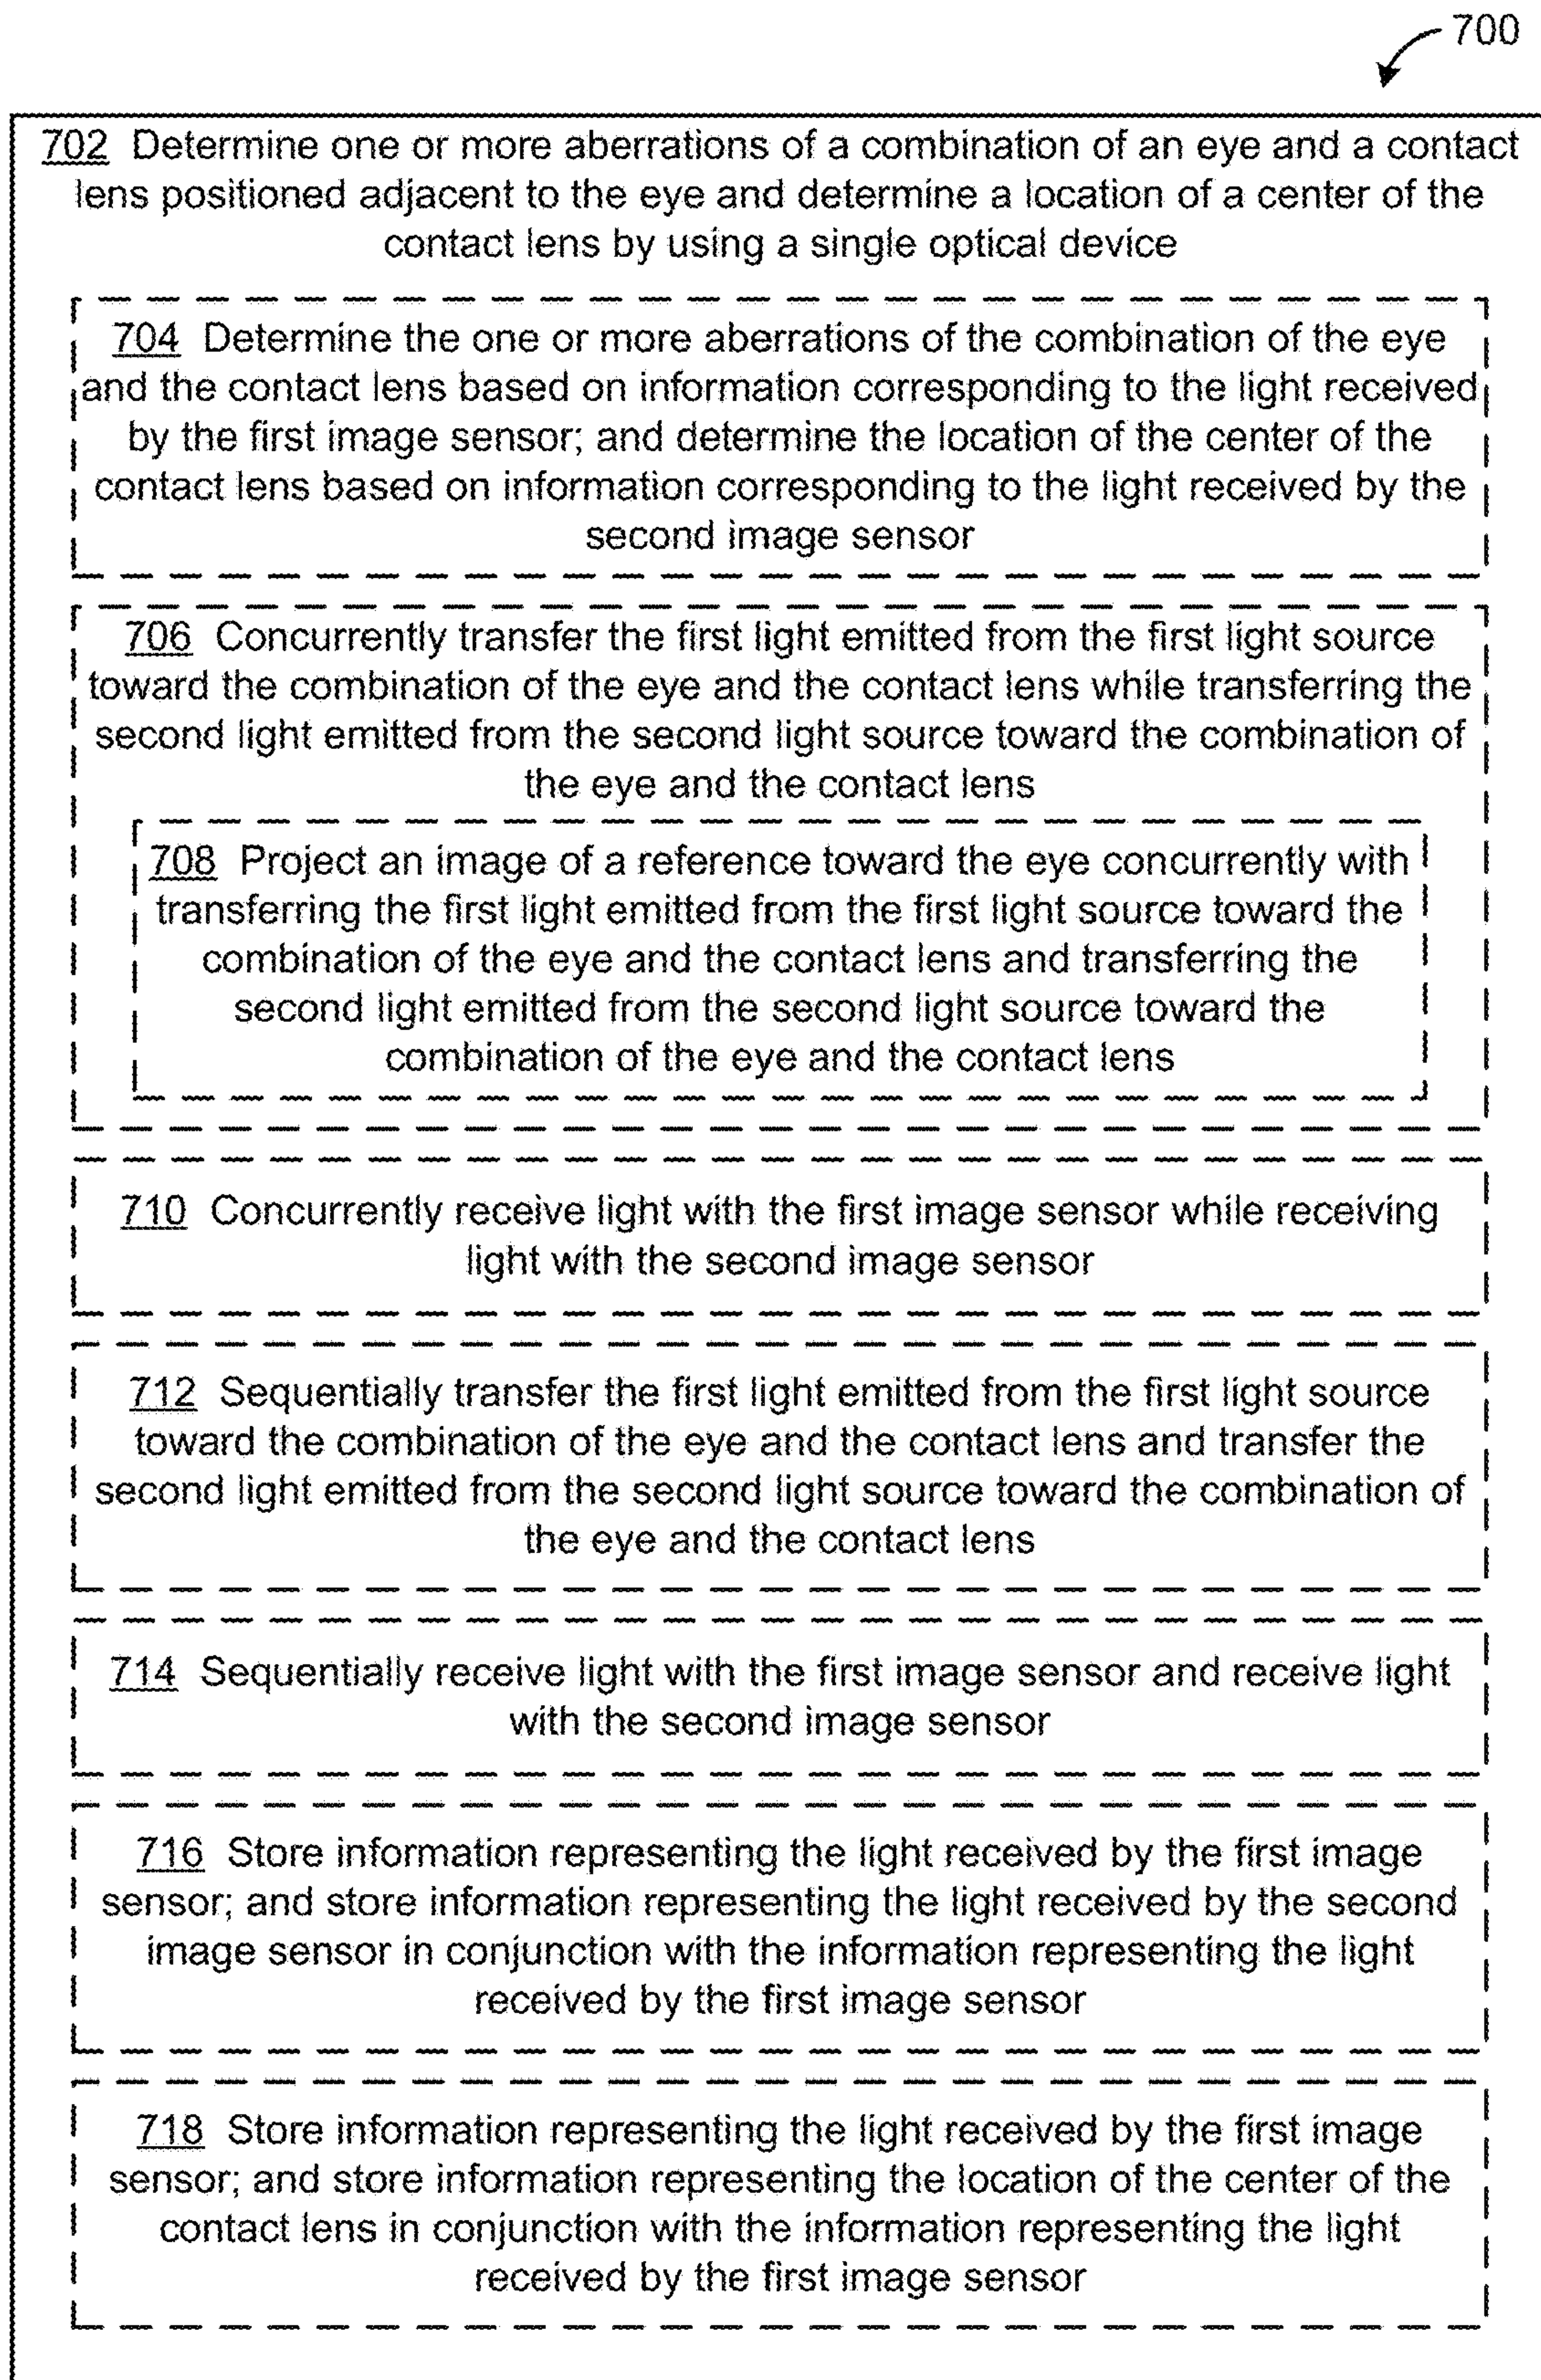 700
702 Determine one or more aberrations of a combination of an eye and a contact
lens positioned adjacent to the eye and determine a location of a center of the
contact lens by using a single optical device
704 Determine the one or more aberrations of the combination of the eye
and the contact lens based on information corresponding to the light received
by the first image sensor; and determine the location of the center of the
contact lens based on information corresponding to the light received by the
second image sensor
706 Concurrently transfer the first light emitted from the first light source
toward the combination of the eye and the contact lens while transferring the
second light emitted from the second light source toward the combination of
the eye and the contact lens
708 Project an image of a reference toward the eye concurrently with
transferring the first light emitted from the first light source toward the
combination of the eye and the contact lens and transferring the
second light emitted from the second light source toward the
combination of the eye and the contact lens
710 Concurrently receive light with the first image sensor while receiving
light with the second image sensor
712 Sequentially transfer the first light emitted from the first light source
toward the combination of the eye and the contact lens and transfer the
second light emitted from the second light source toward the combination of
the eye and the contact lens
714 Sequentially receive light with the first image sensor and receive light
with the second image sensor
716 Store information representing the light received by the first image
sensor; and store information representing the light received by the second
image sensor in conjunction with the information representing the light
received by the first image sensor
718 Store information representing the light received by the first image
sensor; and store information representing the location of the center of the
contact lens in conjunction with the information representing the light
received by the first image sensor